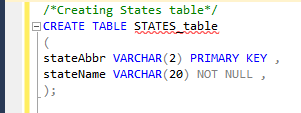 /*Creating States table*/
CREATE TABLE STATES_table
(
stateAbbr VARCHAR(2) PRIMARY KEY ,
stateName VARCHAR(20) NOT NULL ,
);